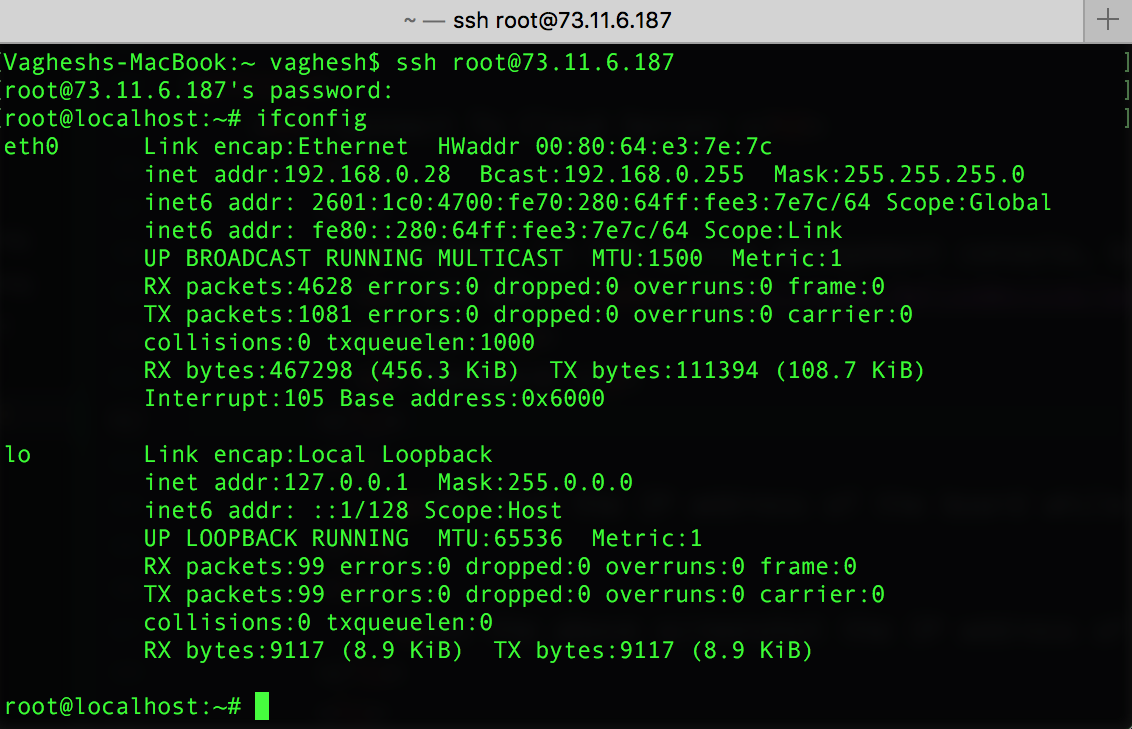 ~ — ssh root@73.11.6.187
[Vagheshs-MacBook:~ vaghesh$ ssh root@73.11.6.187 ]
[root@73.11.6.187's password: ]
[root@localhost:~# ifconfig ]
eth0 Link encap:Ethernet HWaddr 00:80:64:e3:7e:7c
inet addr:192.168.0.28 Bcast:192.168.0.255 Mask:255.255.255.0
inet6 addr: 2601:1c0:4700:fe70:280:64ff:fee3:7e7c/64 Scope:Global
inet6 addr: fe80::280:64ff:fee3:7e7c/64 Scope:Link
UP BROADCAST RUNNING MULTICAST MTU:1500 Metric:1
RX packets:4628 errors:0 dropped:0 overruns:0 frame:0
TX packets:1081 errors:0 dropped:0 overruns:0 carrier:0
collisions:0 txqueuelen:1000
RX bytes:467298 (456.3 KiB) TX bytes:111394 (108.7 KiB)
Interrupt:105 Base address:0x6000
lo Link encap:Local Loopback
inet addr:127.0.0.1 Mask:255.0.0.0
inet6 addr: ::1/128 Scope:Host
UP LOOPBACK RUNNING MTU:65536 Metric:1
RX packets:99 errors:0 dropped:0 overruns:0 frame:0
TX packets:99 errors:0 dropped:0 overruns:0 carrier:0
collisions:0 txqueuelen:0
RX bytes:9117 (8.9 KiB) TX bytes:9117 (8.9 KiB)
root@localhost:~#